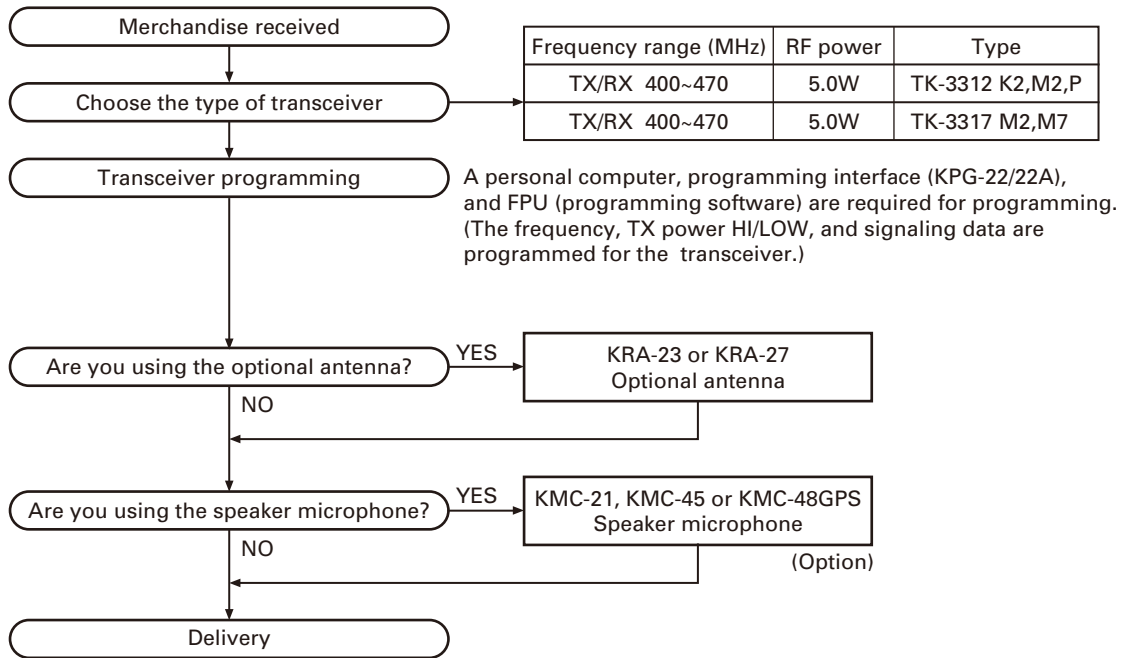 Merchandise received
Choose the type of transceiver
Frequency range (MHz) RF power Type
TX/RX 400~470 5.0W TK-3312 K2,M2,P
TX/RX 400~470 5.0W TK-3317 M2,M7
Transceiver programming
A personal computer, programming interface (KPG-22/22A),
and FPU (programming software) are required for programming.
(The frequency, TX power HI/LOW, and signaling data are
programmed for the transceiver.)
Are you using the optional antenna?
YES
KRA-23 or KRA-27
Optional antenna
NO
Are you using the speaker microphone?
YES
KMC-21, KMC-45 or KMC-48GPS
Speaker microphone
(Option)
NO
Delivery